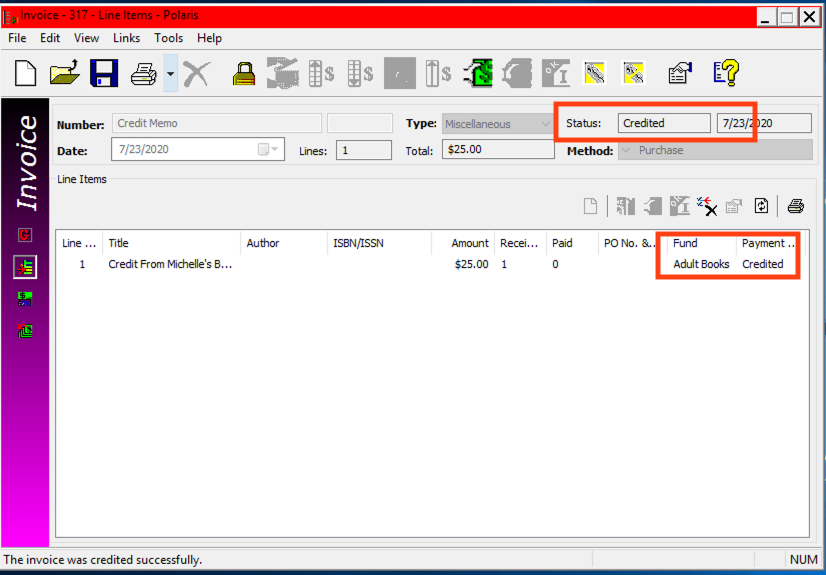 Invoice - 317 - Line Items - Polaris
File Edit View Links Tools Help
Invoice
Number: Credit Memo Type: Miscellaneous Status: Credited 7/23/2020
Date: 7/23/2020 Lines: 1 Total: $25.00 Method: Purchase
Line Items
Line ... Title Author ISBN/ISSN Amount Recei... Paid PO No. &... Fund Payment ...
1 Credit From Michelle's B... $25.00 1 0 Adult Books Credited
The invoice was credited successfully. NUM